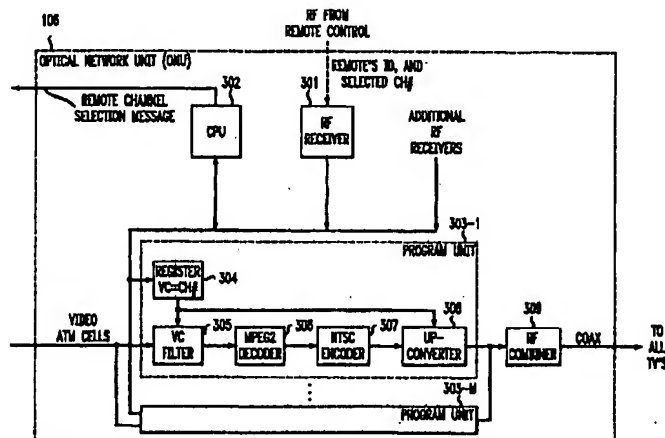 106
RF FROM
REMOTE CONTROL
OPTICAL NETWORK UNIT (ONU)
REMOTE'S ID, AND
SELECTED CH#
302
301
REMOTE CHANNEL
SELECTION MESSAGE
CPU
RF
RECEIVER
ADDITIONAL
RF
RECEIVERS
303-1
PROGRAM UNIT
REGISTER
VC=CH#
304
VIDEO
ATM CELLS
305
306
307
308
309
VC
FILTER
MPEG2
DECODER
NTSC
ENCODER
UP-
CONVERTER
RF
COMBINER
COAX
TO
ALL
TV'S
303-M
PROGRAM UNIT